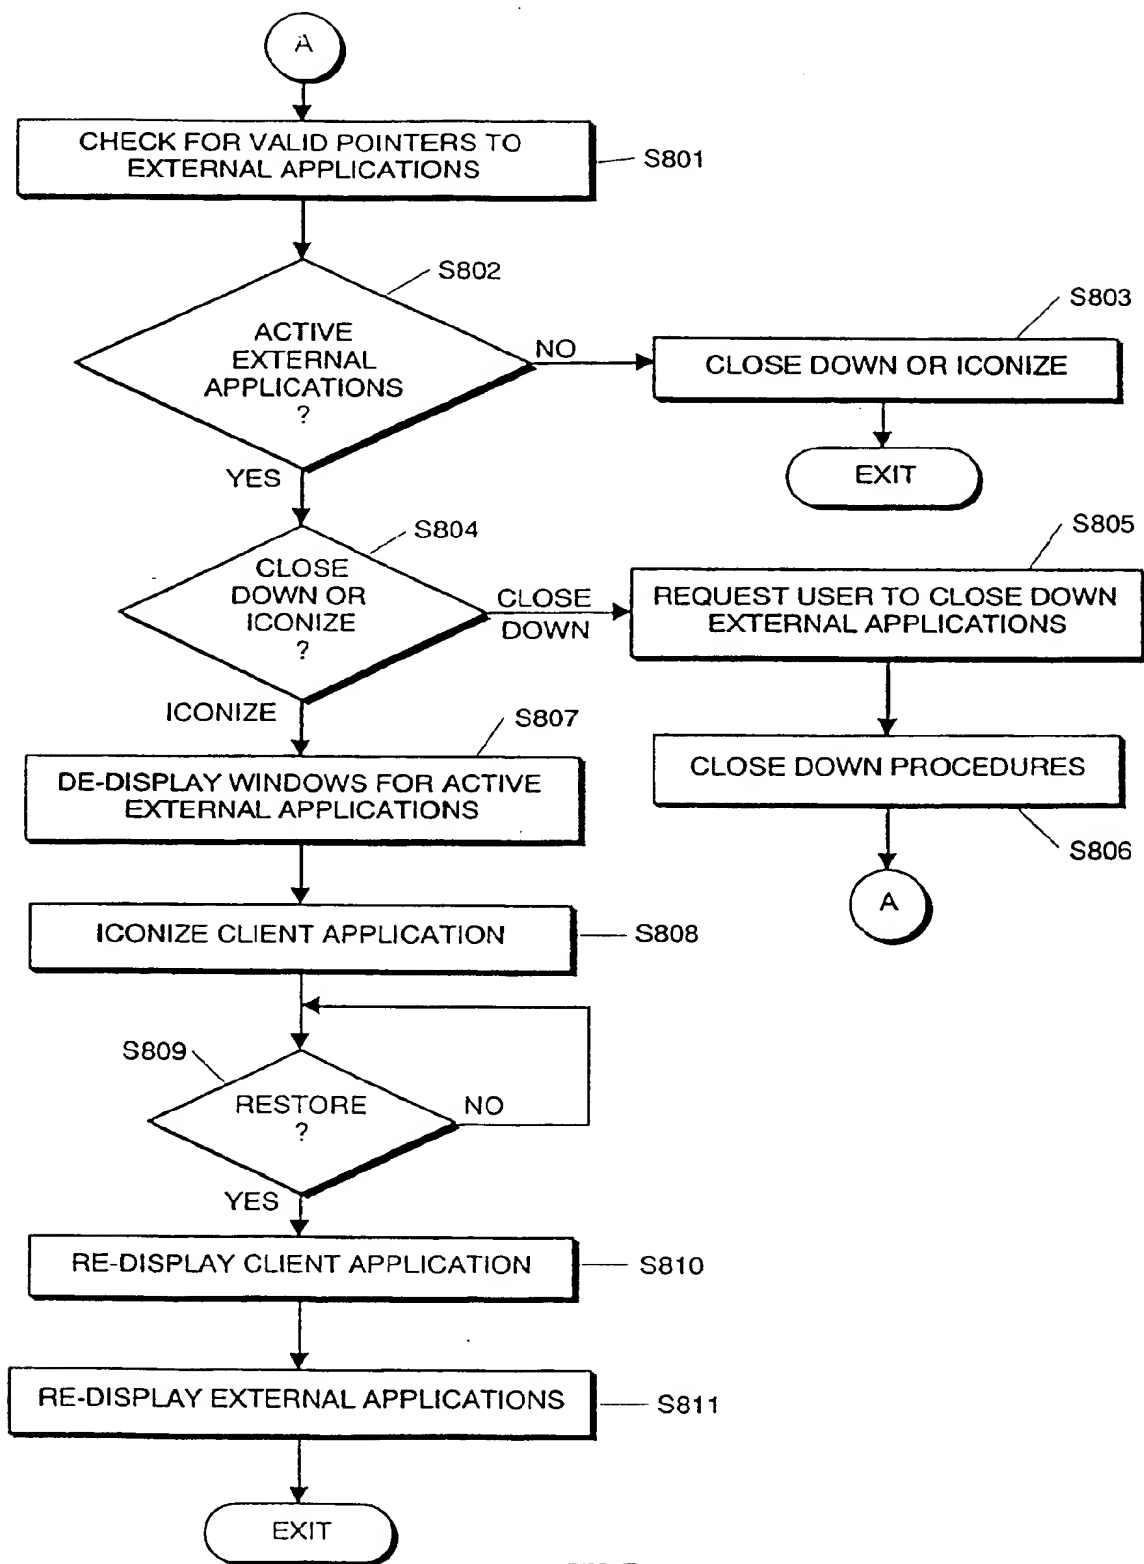 A
CHECK FOR VALID POINTERS TO
EXTERNAL APPLICATIONS
S801
S802
ACTIVE
EXTERNAL
APPLICATIONS
?
NO
YES
S803
CLOSE DOWN OR ICONIZE
EXIT
S804
CLOSE
DOWN OR
ICONIZE
?
CLOSE
DOWN
ICONIZE
S805
REQUEST USER TO CLOSE DOWN
EXTERNAL APPLICATIONS
CLOSE DOWN PROCEDURES
S806
A
S807
DE-DISPLAY WINDOWS FOR ACTIVE
EXTERNAL APPLICATIONS
ICONIZE CLIENT APPLICATION
S808
S809
RESTORE
?
NO
YES
RE-DISPLAY CLIENT APPLICATION
S810
RE-DISPLAY EXTERNAL APPLICATIONS
S811
EXIT